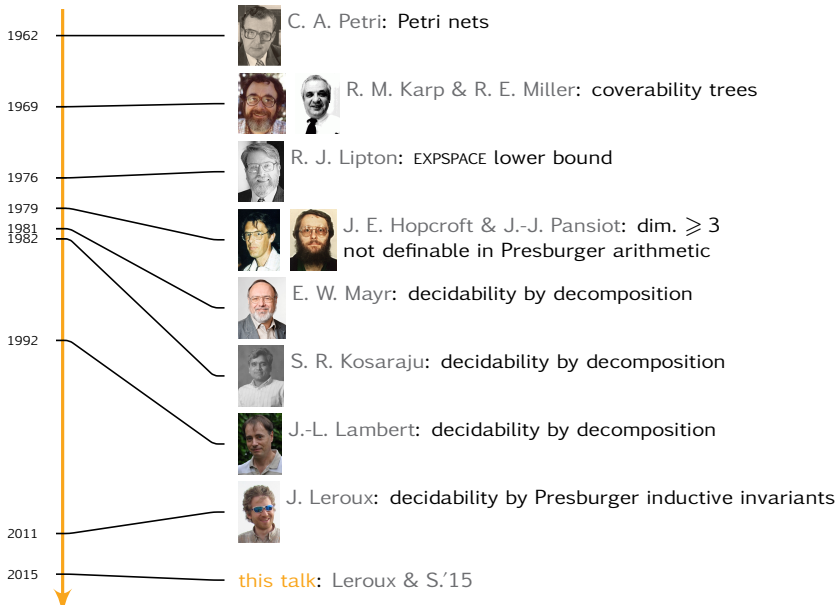 1962
C. A. Petri: Petri nets
1969
R. M. Karp & R. E. Miller: coverability trees
1976
R. J. Lipton: EXPSPACE lower bound
1979
J. E. Hopcroft & J.-J. Pansiot: dim. ⩾ 3
not definable in Presburger arithmetic
1981
E. W. Mayr: decidability by decomposition
1982
S. R. Kosaraju: decidability by decomposition
1992
J.-L. Lambert: decidability by decomposition
2011
J. Leroux: decidability by Presburger inductive invariants
2015
this talk: Leroux & S.'15